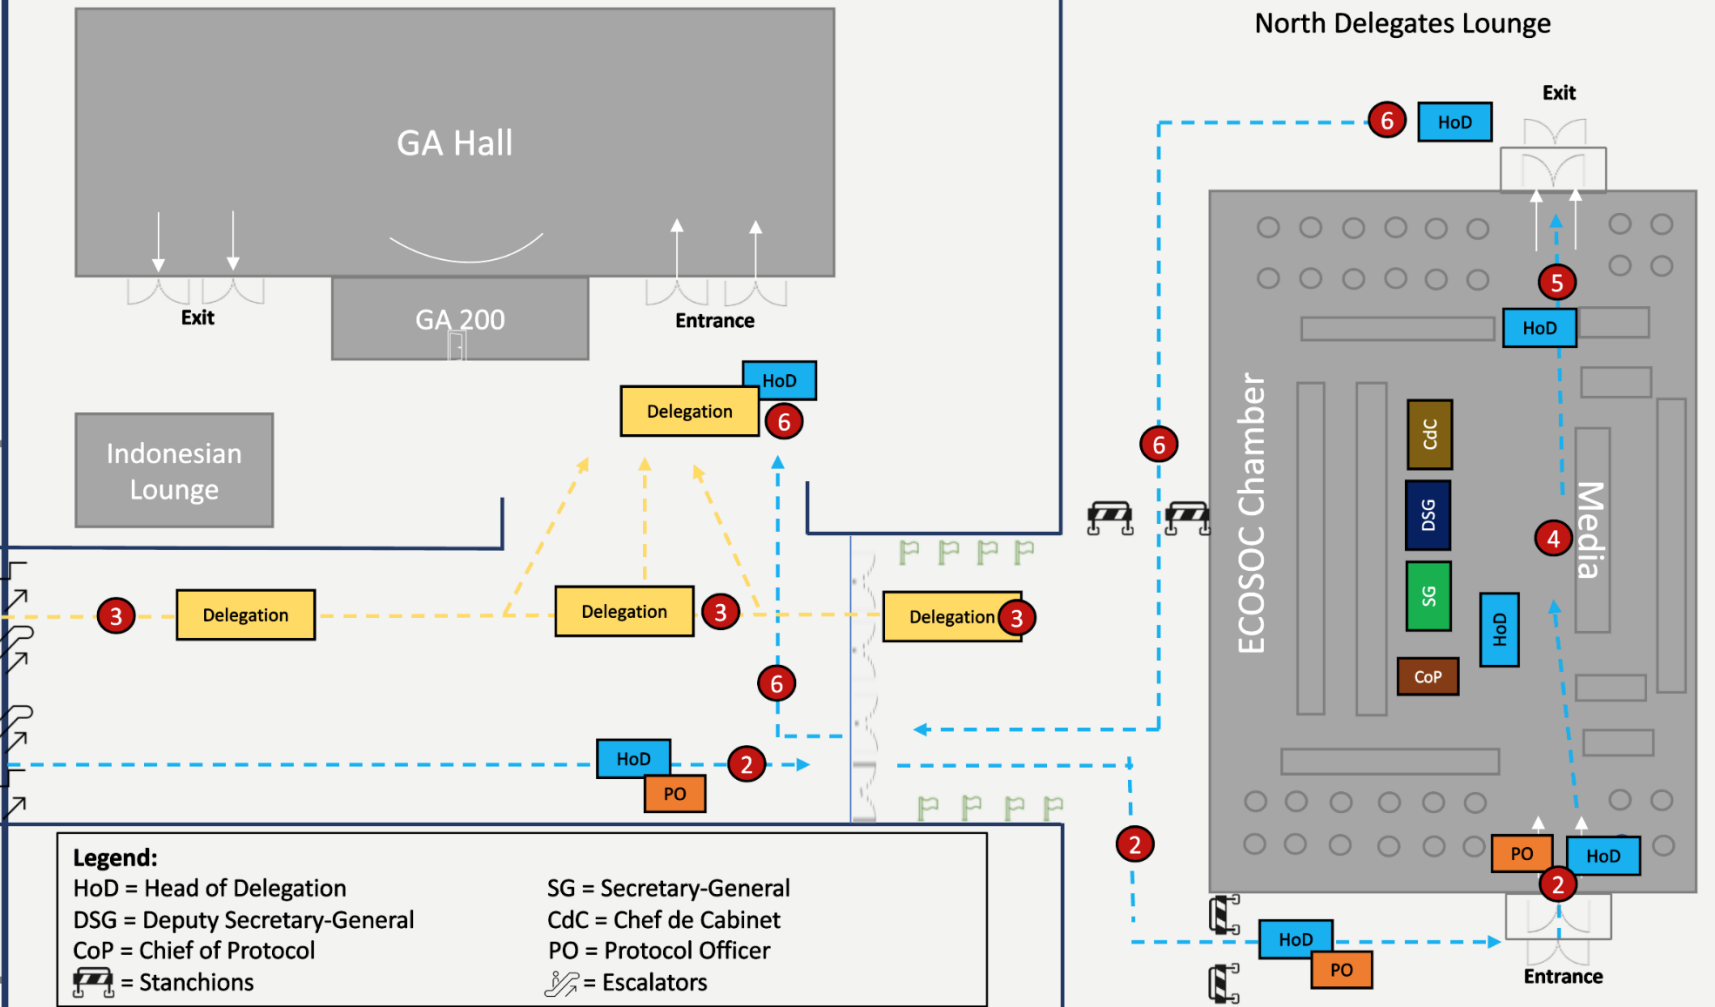 North Delegates Lounge
GA Hall
Exit
6
HoD
Exit
GA 200
Entrance
5
HoD
HoD
Delegation
6
Indonesian
Lounge
6
ECOSOC Chamber
CdC
DSG
SG
CoP
HoD
4
Media
3
Delegation
Delegation
3
Delegation
3
6
HoD
2
PO
2
PO
HoD
2
HoD
PO
Entrance
Legend:
HoD = Head of Delegation
DSG = Deputy Secretary-General
CoP = Chief of Protocol
= Stanchions
SG = Secretary-General
CdC = Chef de Cabinet
PO = Protocol Officer
= Escalators